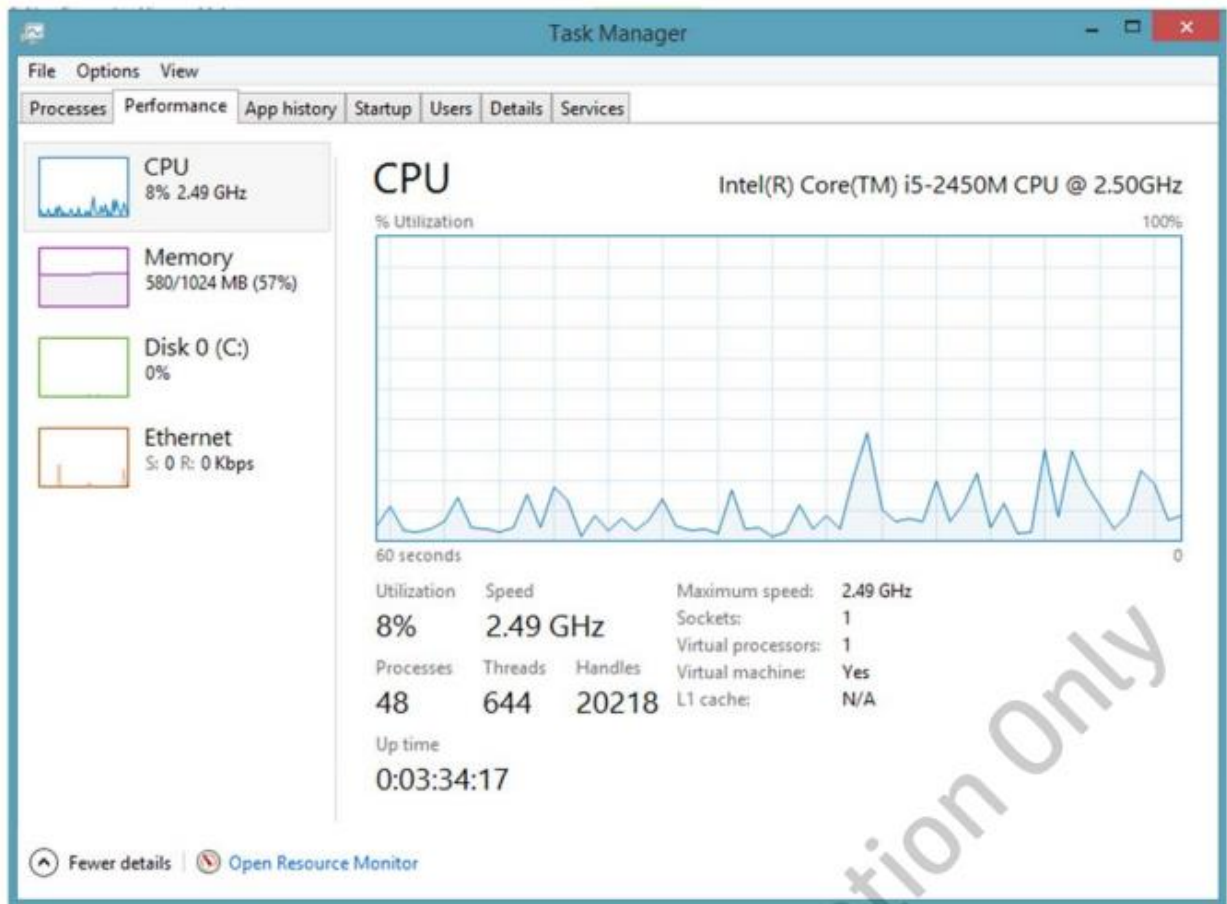 Task Manager
File Options View
Processes Performance App history Startup Users Details Services
CPU
8% 2.49 GHz
Memory
580/1024 MB (57%)
Disk 0 (C:)
0%
Ethernet
S: 0 R: 0 Kbps
CPU Intel(R) Core(TM) i5-2450M CPU @ 2.50GHz
% Utilization 100%
60 seconds 0
Utilization Speed
8% 2.49 GHz
Processes Threads Handles
48 644 20218
Up time
0:03:34:17
Maximum speed: 2.49 GHz
Sockets: 1
Virtual processors: 1
Virtual machine: Yes
L1 cache: N/A
Fewer details Open Resource Monitor
Only